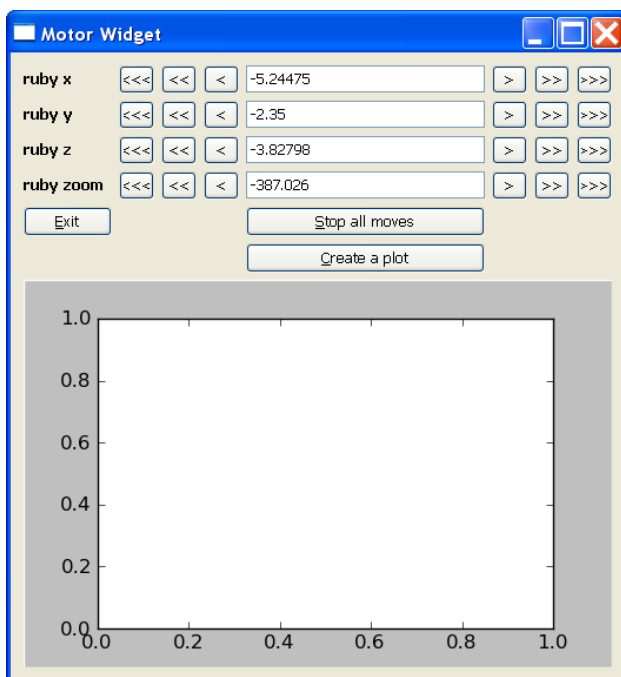 Motor Widget
ruby x <<< << < -5.24475 > >> >>>
ruby y <<< << < -2.35 > >> >>>
ruby z <<< << < -3.82798 > >> >>>
ruby zoom <<< << < -387.026 > >> >>>
Exit Stop all moves
Create a plot
1.0
0.8
0.6
0.4
0.2
0.0
0.0 0.2 0.4 0.6 0.8 1.0